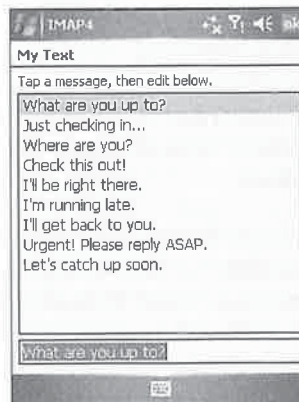 IMAP4 ok
My Text
Tap a message, then edit below.
What are you up to?
Just checking in...
Where are you?
Check this out!
I'll be right there.
I'm running late.
I'll get back to you.
Urgent! Please reply ASAP.
Let's catch up soon.
What are you up to?